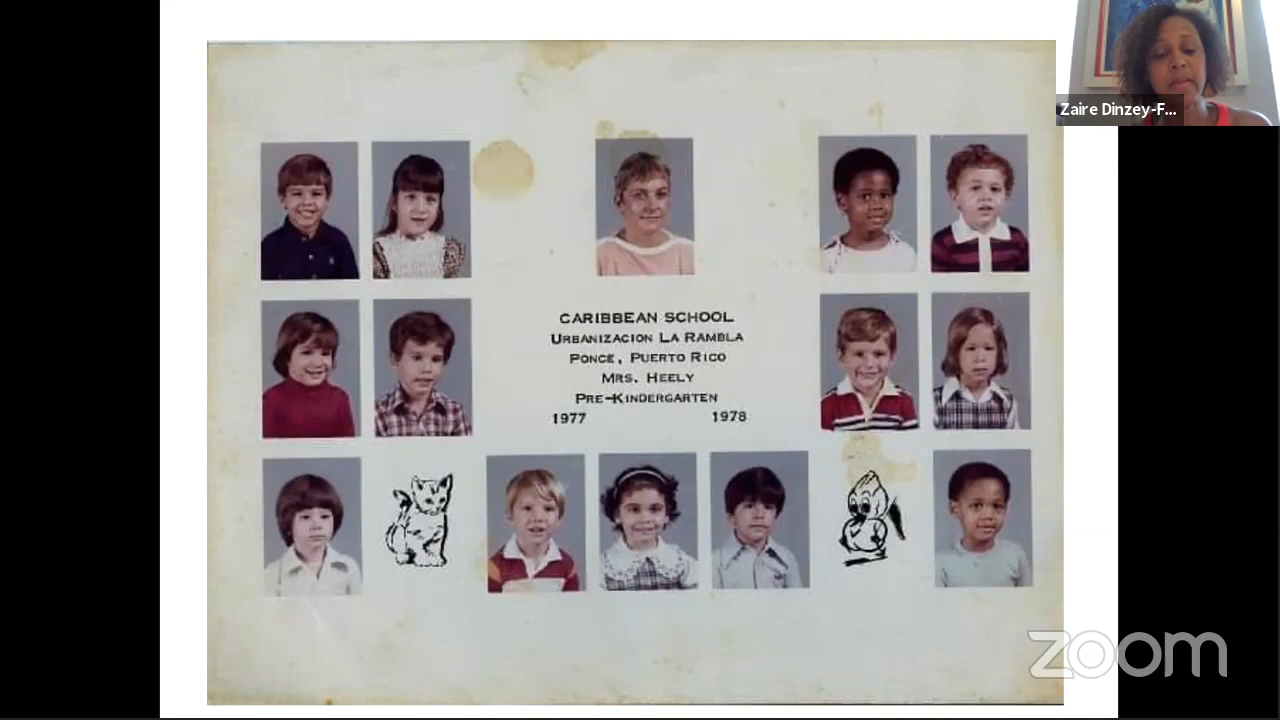 Zaire Dinzey-F...
CARIBBEAN SCHOOL
URBANIZACION LA RAMBLA
PONCE, PUERTO RICO
MRS. HEELY
PRE-KINDERGARTEN
1977 1978
zoom